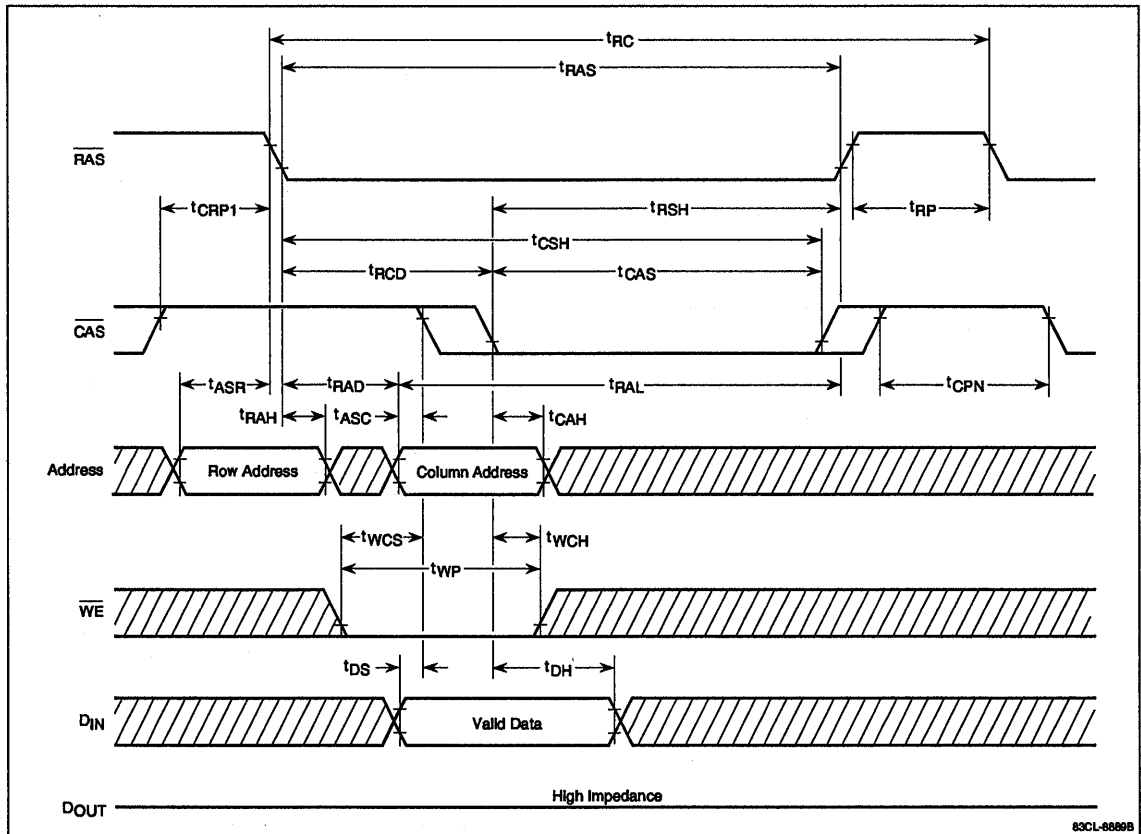 tRC
tRAS
RAS
tCRP1
tRSH
tRP
tCSH
tRCD
tCAS
CAS
tASR
tRAD
tRAL
tCPN
tRAH
tASC
tCAH
Address
Row Address
Column Address
tWCS
tWCH
tWP
WE
tDS
tDH
DIN
Valid Data
High Impedance
DOUT
83CL-8889B